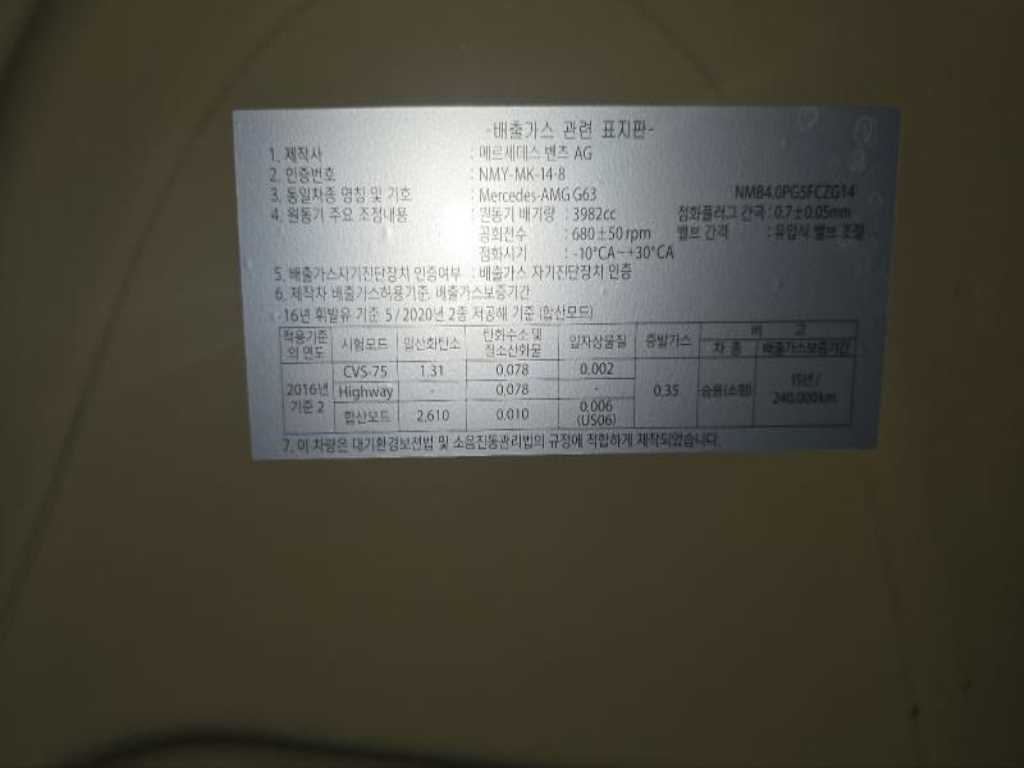 -배출가스 관련 표지판-
1. 제작사 : 메르세데스 벤츠 AG
2. 인증번호 : NMY-MK-14-8
3. 동일차종 명칭 및 기호 : Mercedes-AMG G63 NMB4.0PG5FCZG14
4. 원동기 주요 조정내용 : 원동기 배기량 : 3982cc 점화플러그 간극 : 0.7±0.05mm
공회전수 : 680±50 rpm 밸브 간격 : 유압식 밸브 조절
점화시기 : -10°CA~+30°CA
5. 배출가스자기진단장치 인증여부 : 배출가스 자기진단장치 인증
6. 제작차 배출가스허용기준, 배출가스보증기간
16년 휘발유 기준 5 / 2020년 2종 저공해 기준 (합산모드)
적용기준의 연도 시험모드 일산화탄소 탄화수소 및 질소산화물 입자상물질 증발가스 비 고
차 종 배출가스보증기간
2016년 기준 2 CVS-75 1.31 0.078 0.002 0.35 승용(소형) 15년/ 240,000km
Highway - 0.078 -
합산모드 2.610 0.010 0.006 (US06)
7. 이 차량은 대기환경보전법 및 소음진동관리법의 규정에 적합하게 제작되었습니다.